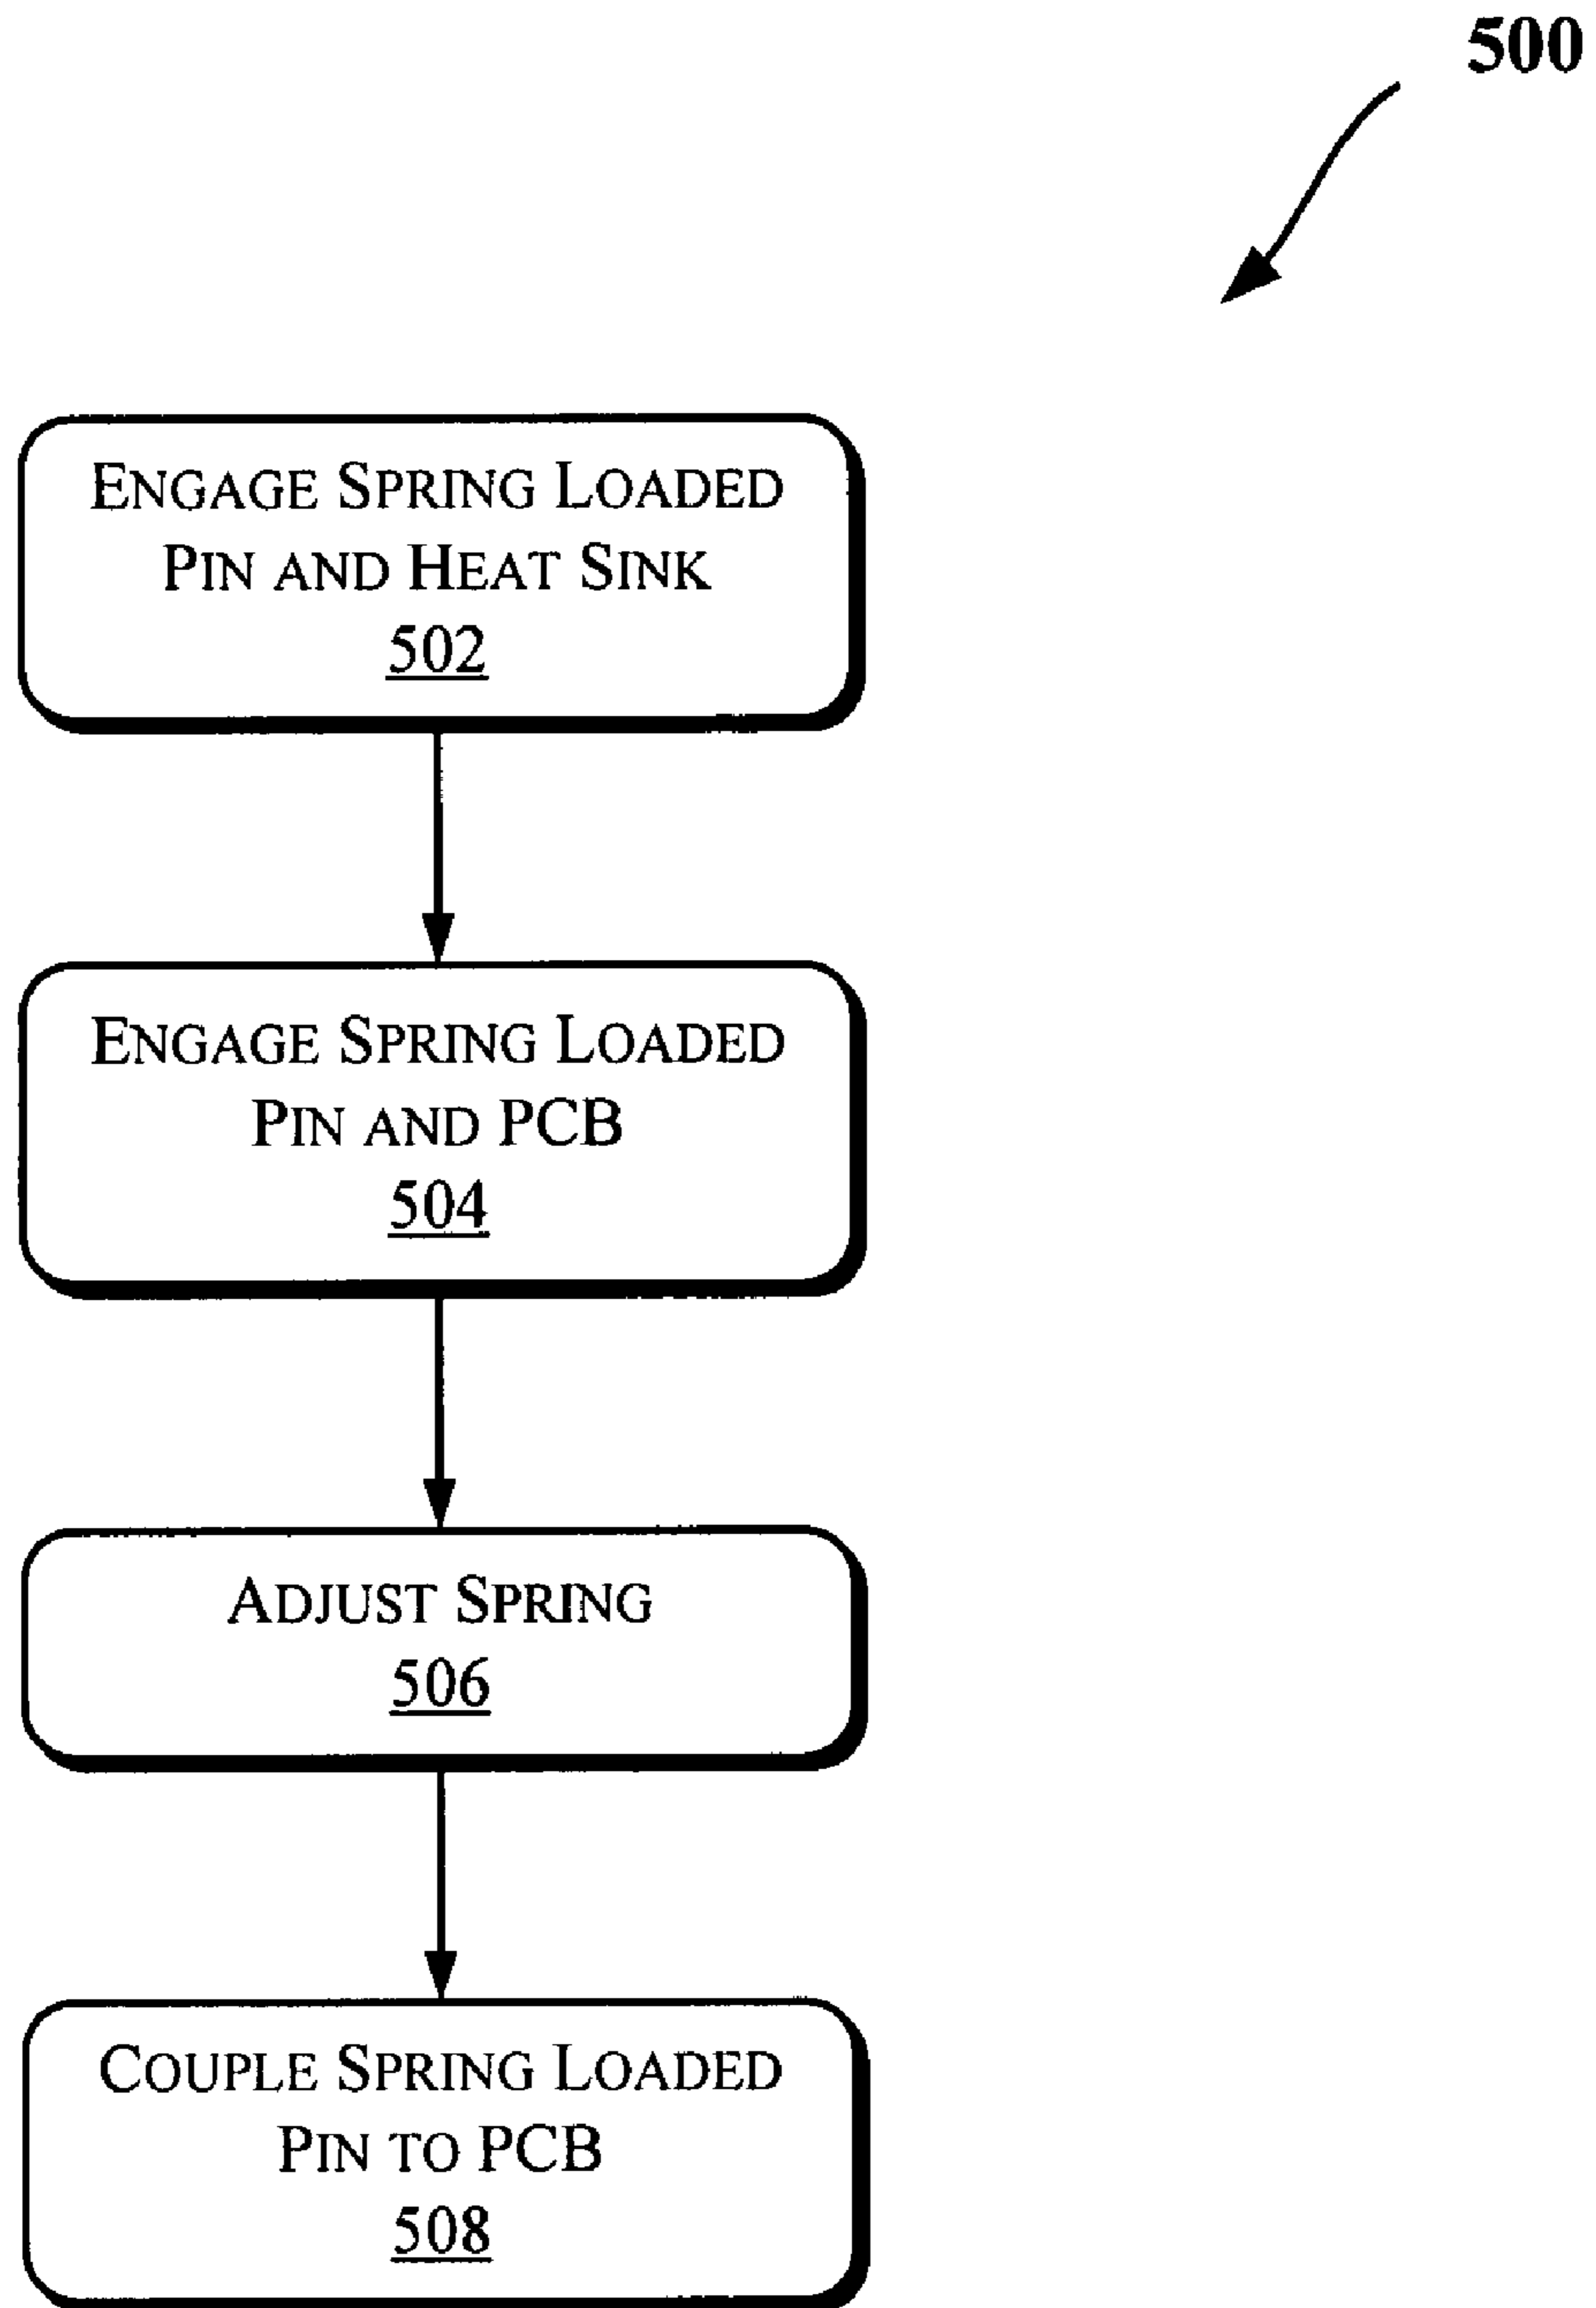 500
ENGAGE SPRING LOADED
PIN AND HEAT SINK
502
ENGAGE SPRING LOADED
PIN AND PCB
504
ADJUST SPRING
506
COUPLE SPRING LOADED
PIN TO PCB
508